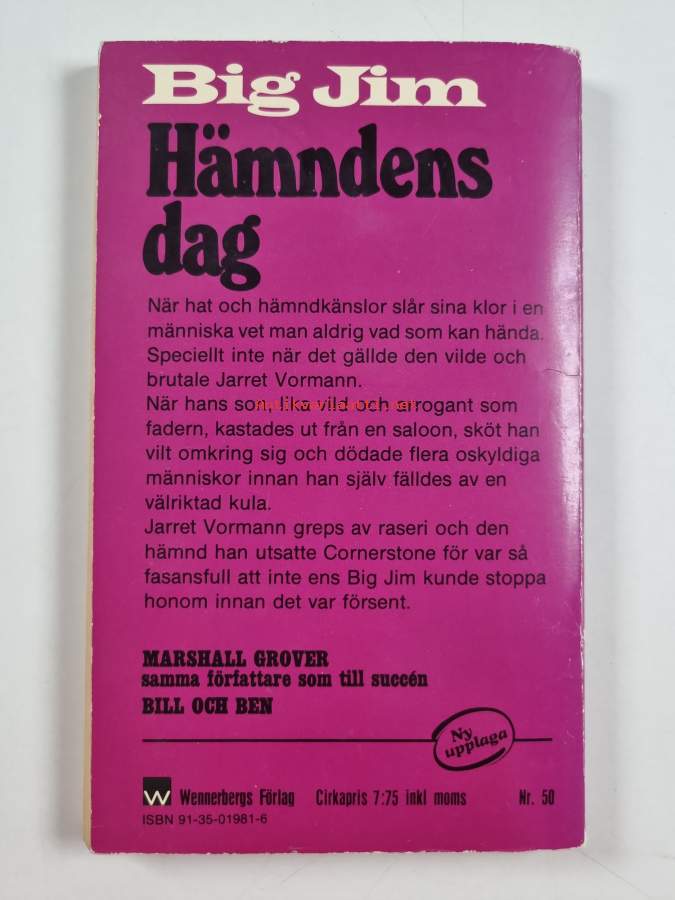 Big Jim
Hämndens
dag
När hat och hämndkänslor slår sina klor i en
människa vet man aldrig vad som kan hända.
Speciellt inte när det gällde den vilde och
brutale Jarret Vormann.
När hans son, lika vild och arrogant som
fadern, kastades ut från en saloon, sköt han
vilt omkring sig och dödade flera oskyldiga
människor innan han själv fälldes av en
välriktad kula.
Jarret Vormann greps av raseri och den
hämnd han utsatte Cornerstone för var så
fasansfull att inte ens Big Jim kunde stoppa
honom innan det var försent.
MARSHALL GROVER
samma författare som till succén
BILL OCH BEN
Ny
upplaga
W Wennerbergs Förlag Cirkapris 7:75 inkl moms Nr. 50
ISBN 91-35-01981-6